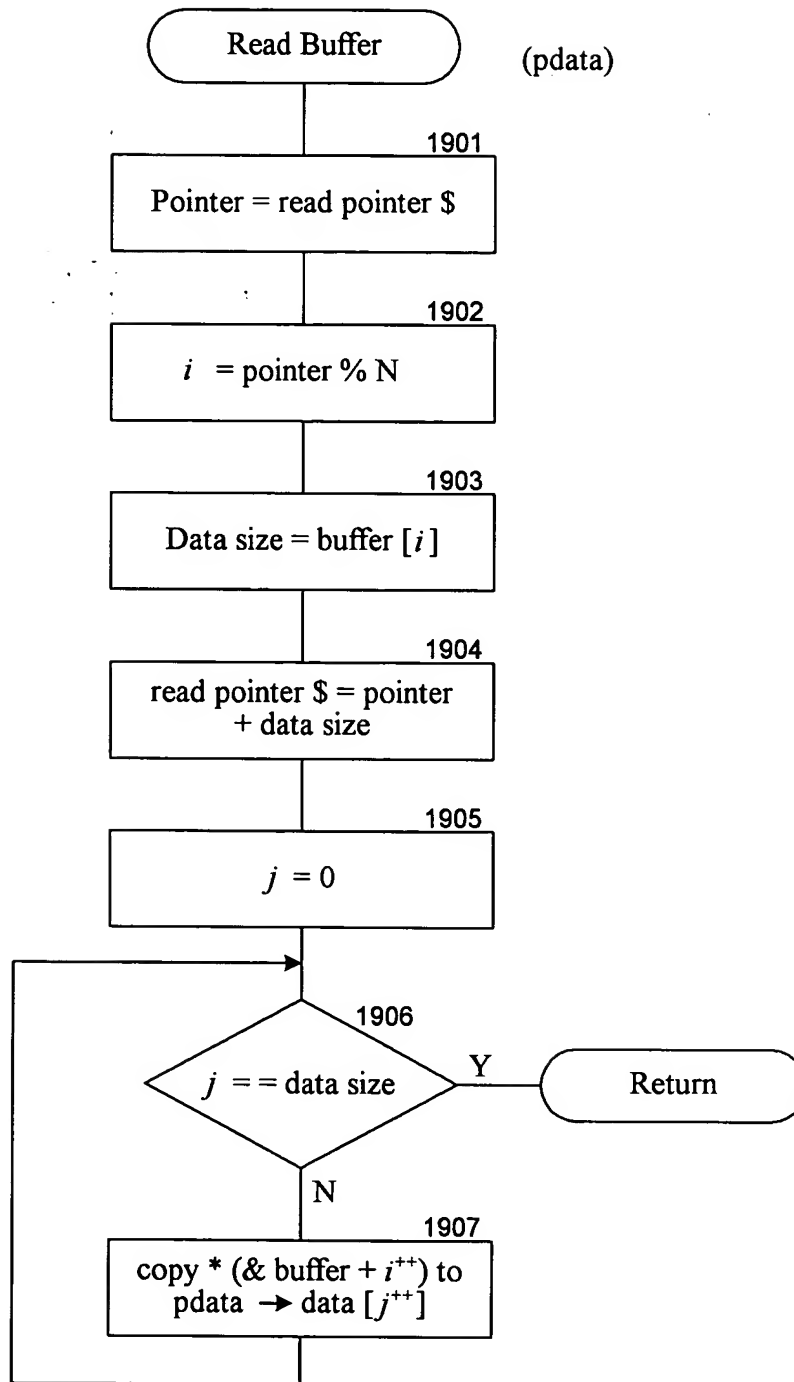 Read Buffer
(pdata)
1901
Pointer = read pointer $
1902
i = pointer % N
1903
Data size = buffer [i]
1904
read pointer $ = pointer
+ data size
1905
j = 0
1906
j = = data size
Y
Return
N
1907
copy * (& buffer + i++) to
pdata → data [j++]